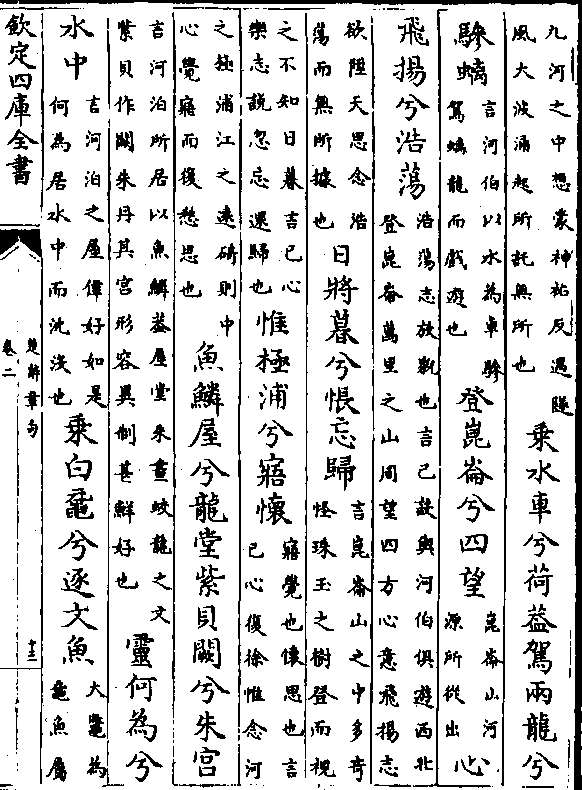 九河之中想蒙神祐反遇隧
風大波湧起所託無所也
乘水車兮荷蓋駕兩龍兮
驂螭
言河伯以水為車驂
駕螭龍而戲遊也
登崑崙兮四望
崑崙山河
源所從出
心
飛揚兮浩蕩
浩蕩志放貌也言己設與河伯俱遊西北
登崑崙萬里之山周望四方心意飛揚志
欲陞天思念浩
蕩而無所據也
日將暮兮悵忘歸
言崑崙山之中多奇
怪珠玉之樹登而視
之不知日暮言己心
樂志說忽忘還歸也
惟極浦兮寤懷
寤覺也懷思也言
己心復徐惟念河
之極浦江之遠碕則中
心覺寤而復愁思也
魚鱗屋兮龍堂紫貝闕兮朱宫
言河泊所居以魚鱗蓋屋堂朱畫蛟龍之文
紫貝作闕朱丹其宮形容異制甚鮮好也
靈何為兮
水中
言河泊之屋偉好如是
何為居水中而沈沒也
乘白黿兮逐文魚
大鼈為
黿魚屬
欽定四庫全書
楚辭章句
卷二
十三